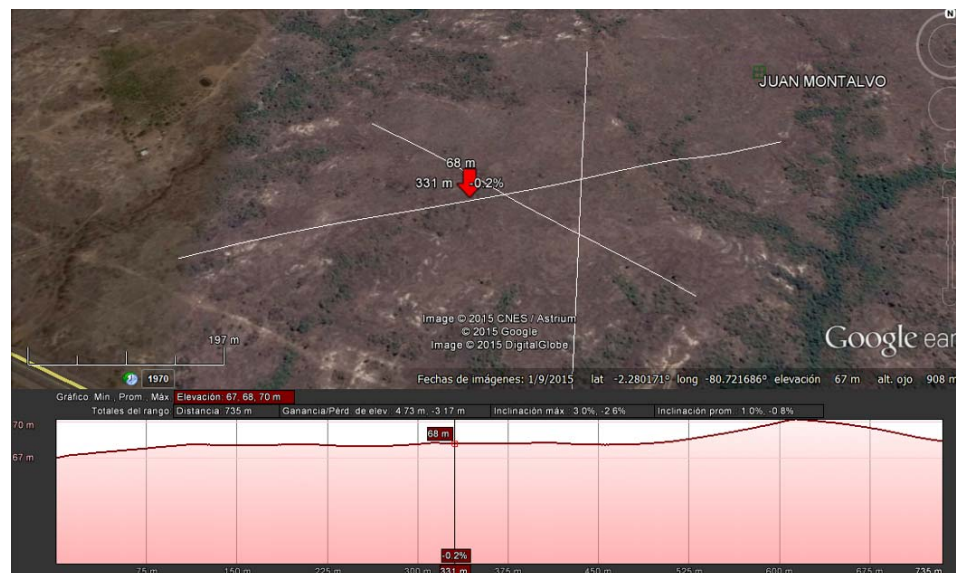 N
JUAN MONTALVO
68 m
331 m -0.2%
Image © 2015 CNES / Astrium
© 2015 Google
Image © 2015 DigitalGlobe
197 m
Google ear
1970
Fechas de imágenes: 1/9/2015 lat -2.280171° long -80.721686° elevación 67 m alt. ojo 908 m
Gráfico Mín., Prom., Máx. Elevación: 67, 68, 70 m
Totales del rango: Distancia: 735 m Ganancia/Pérd. de elev.: 4.73 m, -3.17 m Inclinación máx.: 3.0%, -2.6% Inclinación prom.: 1.0%, -0.8%
70 m
68 m
67 m
-0.2%
75 m 150 m 225 m 300 m 331 m 375 m 450 m 525 m 600 m 675 m 735 m